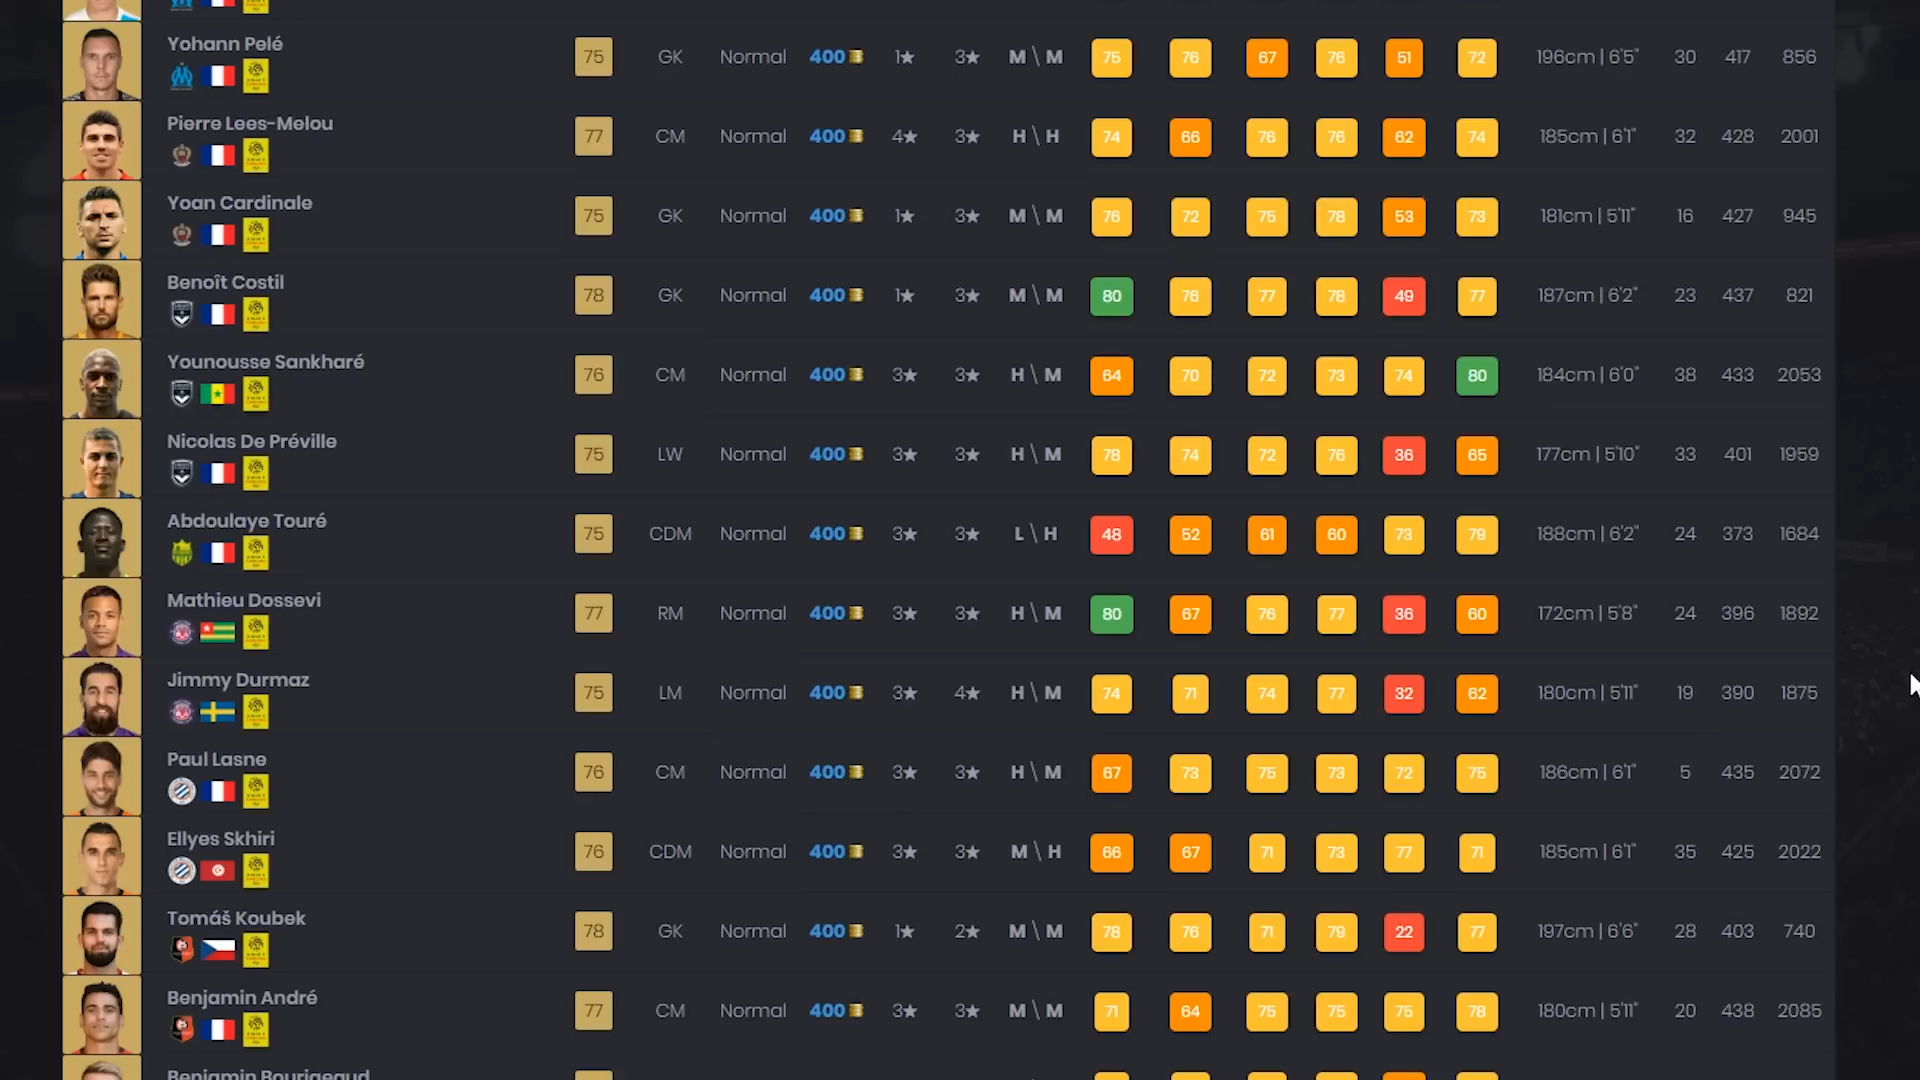 Yohann Pelé 75 GK Normal 400 1★ 3★ M \ M 75 76 67 76 51 72 196cm | 6'5" 30 417 856
Pierre Lees-Melou 77 CM Normal 400 4★ 3★ H \ H 74 66 76 76 62 74 185cm | 6'1" 32 428 2001
Yoan Cardinale 75 GK Normal 400 1★ 3★ M \ M 76 72 75 78 53 73 181cm | 5'11" 16 427 945
Benoît Costil 78 GK Normal 400 1★ 3★ M \ M 80 76 77 78 49 77 187cm | 6'2" 23 437 821
Younousse Sankharé 76 CM Normal 400 3★ 3★ H \ M 64 70 72 73 74 80 184cm | 6'0" 38 433 2053
Nicolas De Préville 75 LW Normal 400 3★ 3★ H \ M 78 74 72 76 36 65 177cm | 5'10" 33 401 1959
Abdoulaye Touré 75 CDM Normal 400 3★ 3★ L \ H 48 52 61 60 73 79 188cm | 6'2" 24 373 1684
Mathieu Dossevi 77 RM Normal 400 3★ 3★ H \ M 80 67 76 77 36 60 172cm | 5'8" 24 396 1892
Jimmy Durmaz 75 LM Normal 400 3★ 4★ H \ M 74 71 74 77 32 62 180cm | 5'11" 19 390 1875
Paul Lasne 76 CM Normal 400 3★ 3★ H \ M 67 73 75 73 72 75 186cm | 6'1" 5 435 2072
Ellyes Skhiri 76 CDM Normal 400 3★ 3★ M \ H 66 67 71 73 77 71 185cm | 6'1" 35 425 2022
Tomáš Koubek 78 GK Normal 400 1★ 2★ M \ M 78 76 71 79 22 77 197cm | 6'6" 28 403 740
Benjamin André 77 CM Normal 400 3★ 3★ M \ M 71 64 75 75 75 78 180cm | 5'11" 20 438 2085
Benjamin Bourigeaud